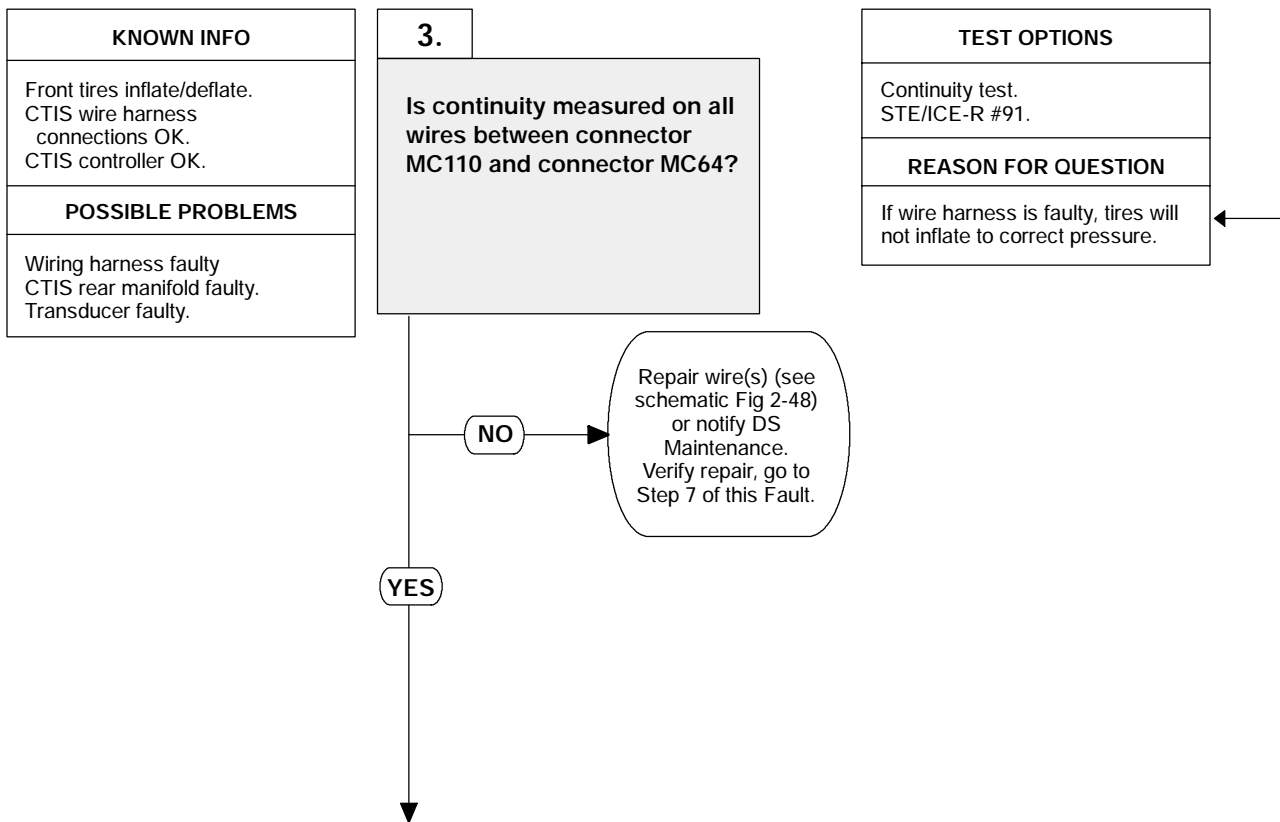 KNOWN INFO
Front tires inflate/deflate.
CTIS wire harness
connections OK.
CTIS controller OK.
POSSIBLE PROBLEMS
Wiring harness faulty
CTIS rear manifold faulty.
Transducer faulty.
3.
Is continuity measured on all
wires between connector
MC110 and connector MC64?
TEST OPTIONS
Continuity test.
STE/ICE-R #91.
REASON FOR QUESTION
If wire harness is faulty, tires will
not inflate to correct pressure.
NO
Repair wire(s) (see
schematic Fig 2-48)
or notify DS
Maintenance.
Verify repair, go to
Step 7 of this Fault.
YES